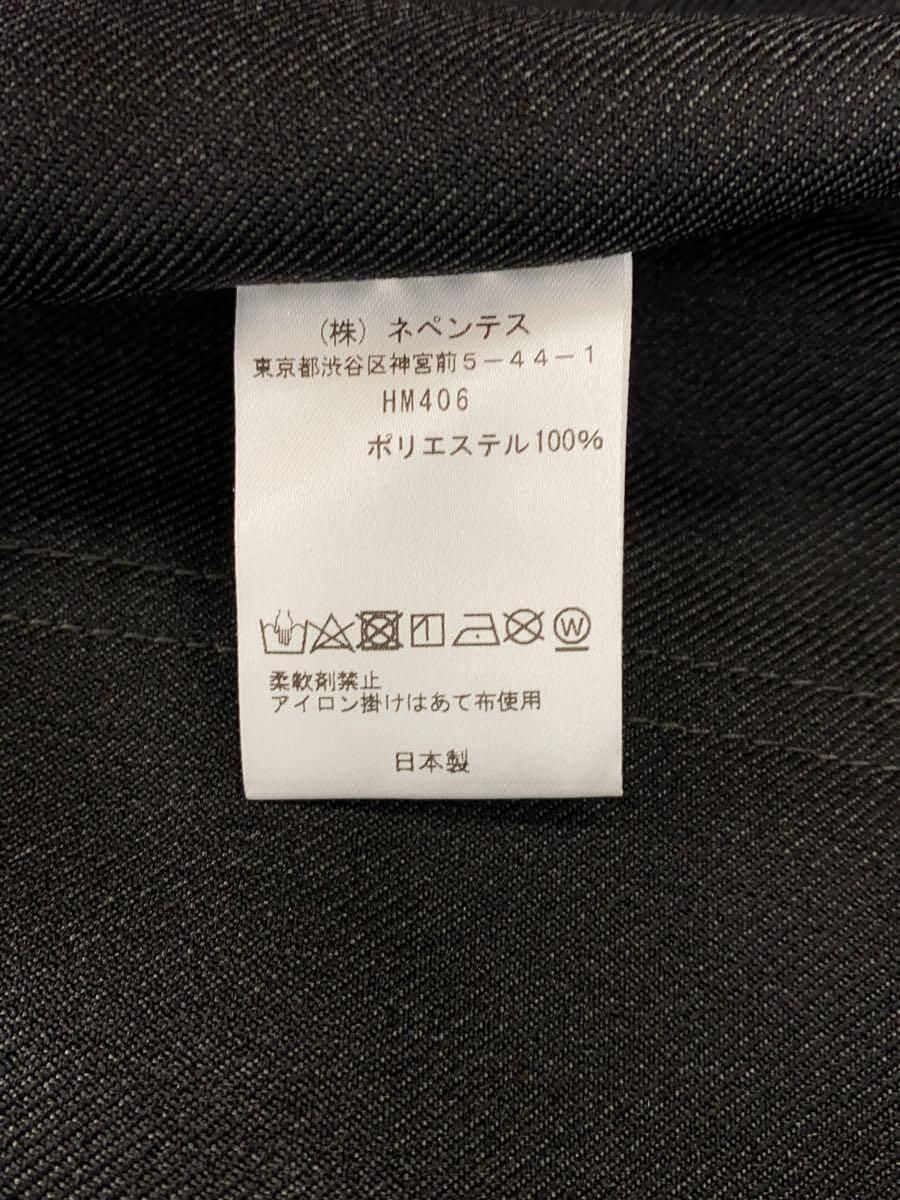 (株) ネペンテス
東京都渋谷区神宮前5-44-1
HM406
ポリエステル100%
W
柔軟剤禁止
アイロン掛けはあて布使用
日本製